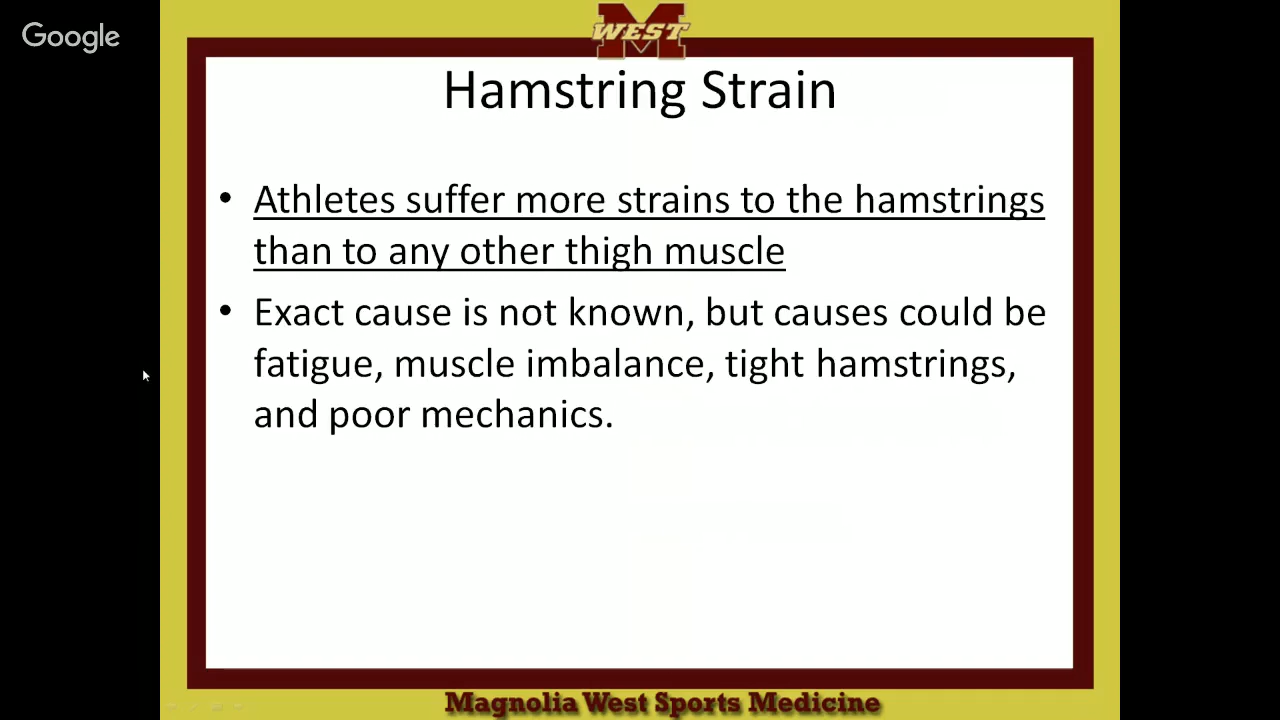 Google
M
WEST
Hamstring Strain
• Athletes suffer more strains to the hamstrings
than to any other thigh muscle
• Exact cause is not known, but causes could be
fatigue, muscle imbalance, tight hamstrings,
and poor mechanics.
Magnolia West Sports Medicine